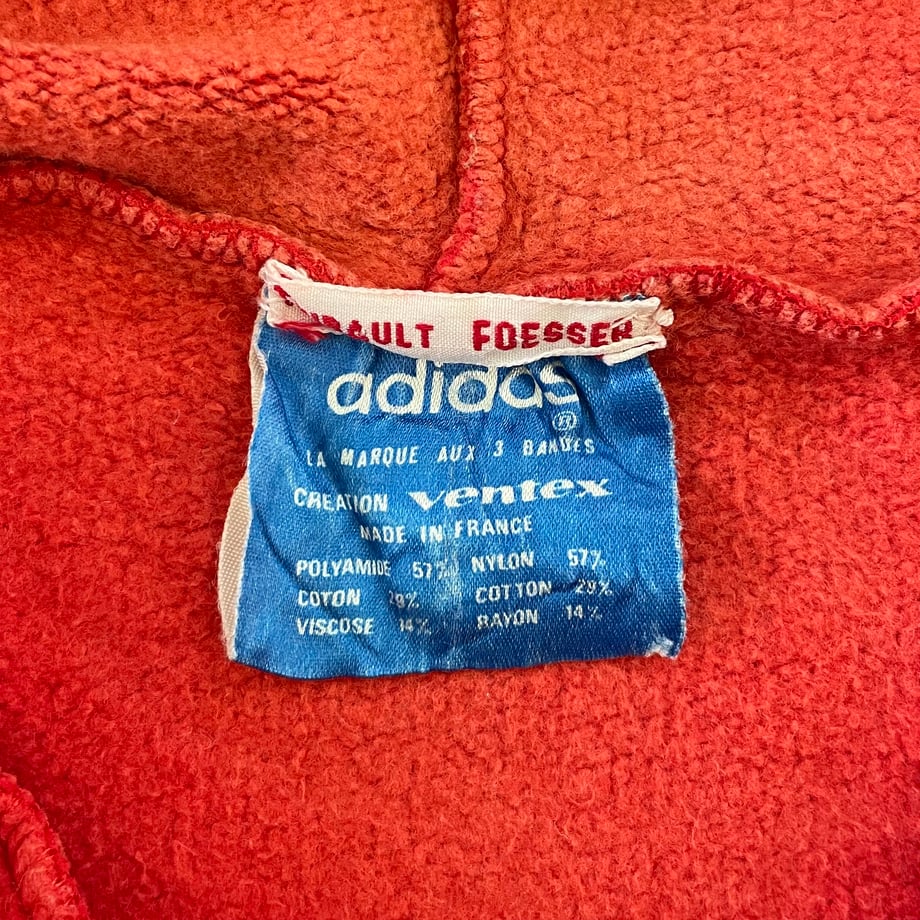 FOESSER
adidas ®
LA MARQUE AUX 3 BANDES
CREATION ventex
MADE IN FRANCE
POLYAMIDE 57% NYLON 57%
COTON 29% COTTON 29%
VISCOSE 14% RAYON 14%